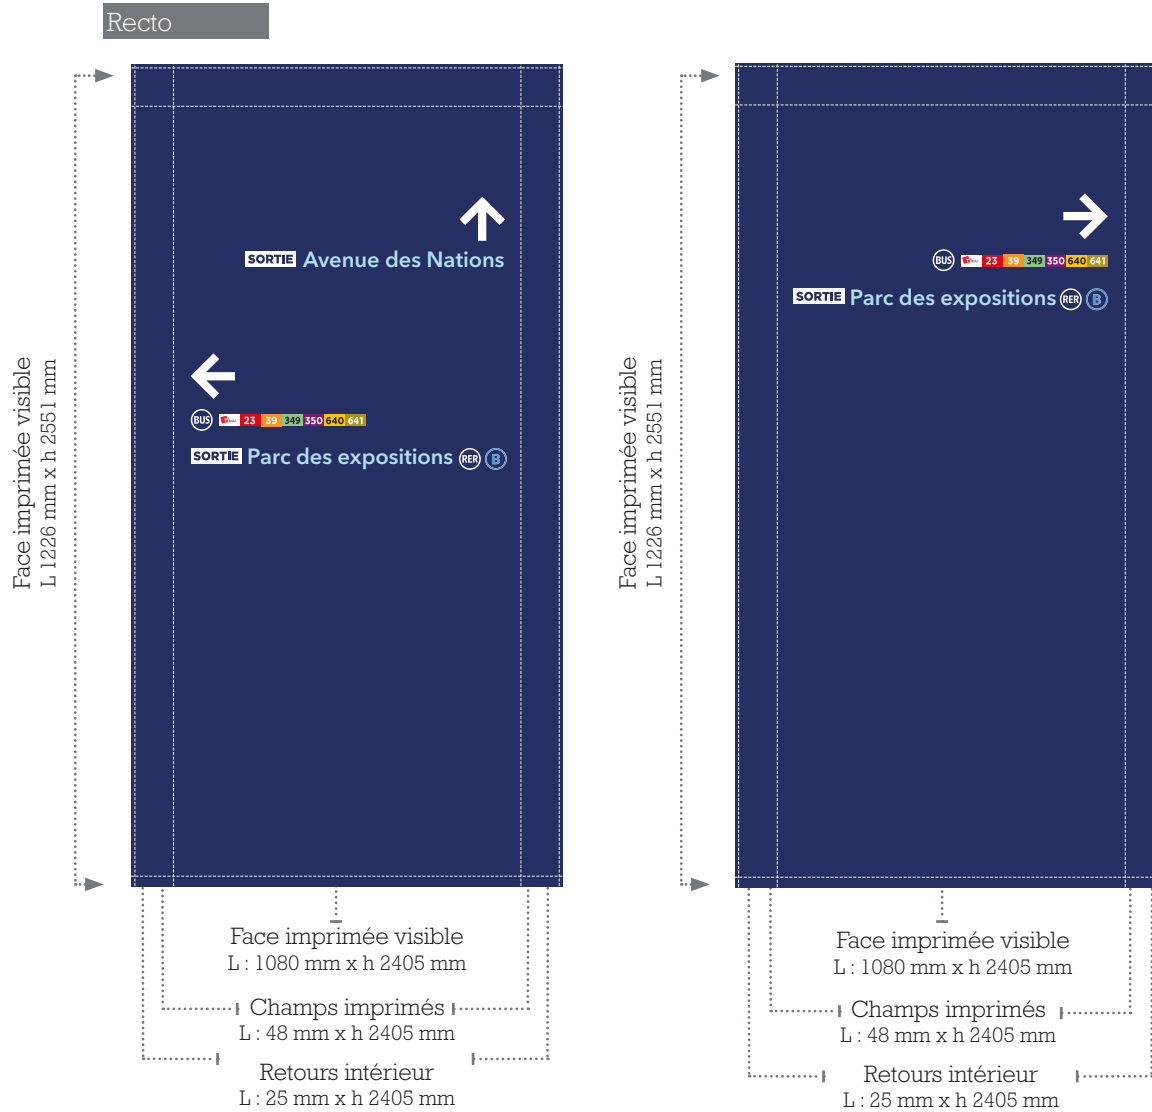 Recto
Face imprimée visible
L 1226 mm x h 2551 mm
SORTIE Avenue des Nations
BUS 23 39 349 350 640 641
SORTIE Parc des expositions RER B
Face imprimée visible
L : 1080 mm x h 2405 mm
Champs imprimés
L : 48 mm x h 2405 mm
Retours intérieur
L : 25 mm x h 2405 mm
Face imprimée visible
L 1226 mm x h 2551 mm
BUS 23 39 349 350 640 641
SORTIE Parc des expositions RER B
Face imprimée visible
L : 1080 mm x h 2405 mm
Champs imprimés
L : 48 mm x h 2405 mm
Retours intérieur
L : 25 mm x h 2405 mm